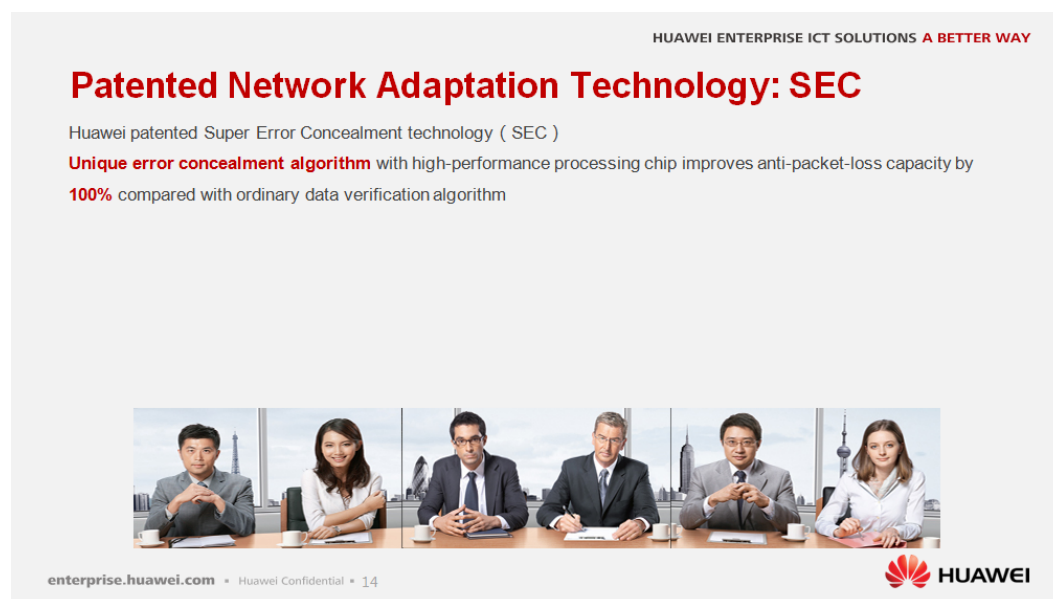 HUAWEI ENTERPRISE ICT SOLUTIONS A BETTER WAY
Patented Network Adaptation Technology: SEC
Huawei patented Super Error Concealment technology ( SEC )
Unique error concealment algorithm with high-performance processing chip improves anti-packet-loss capacity by
100% compared with ordinary data verification algorithm
enterprise.huawei.com ▪ Huawei Confidential ▪ 14
HUAWEI